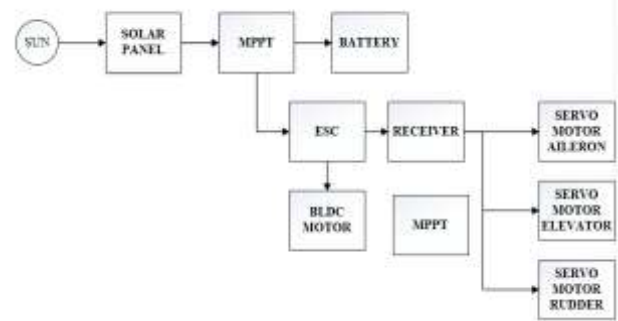 SUN
SOLAR
PANEL
MPPT
BATTERY
ESC
RECEIVER
SERVO
MOTOR
AILERON
BLDC
MOTOR
MPPT
SERVO
MOTOR
ELEVATOR
SERVO
MOTOR
RUDDER